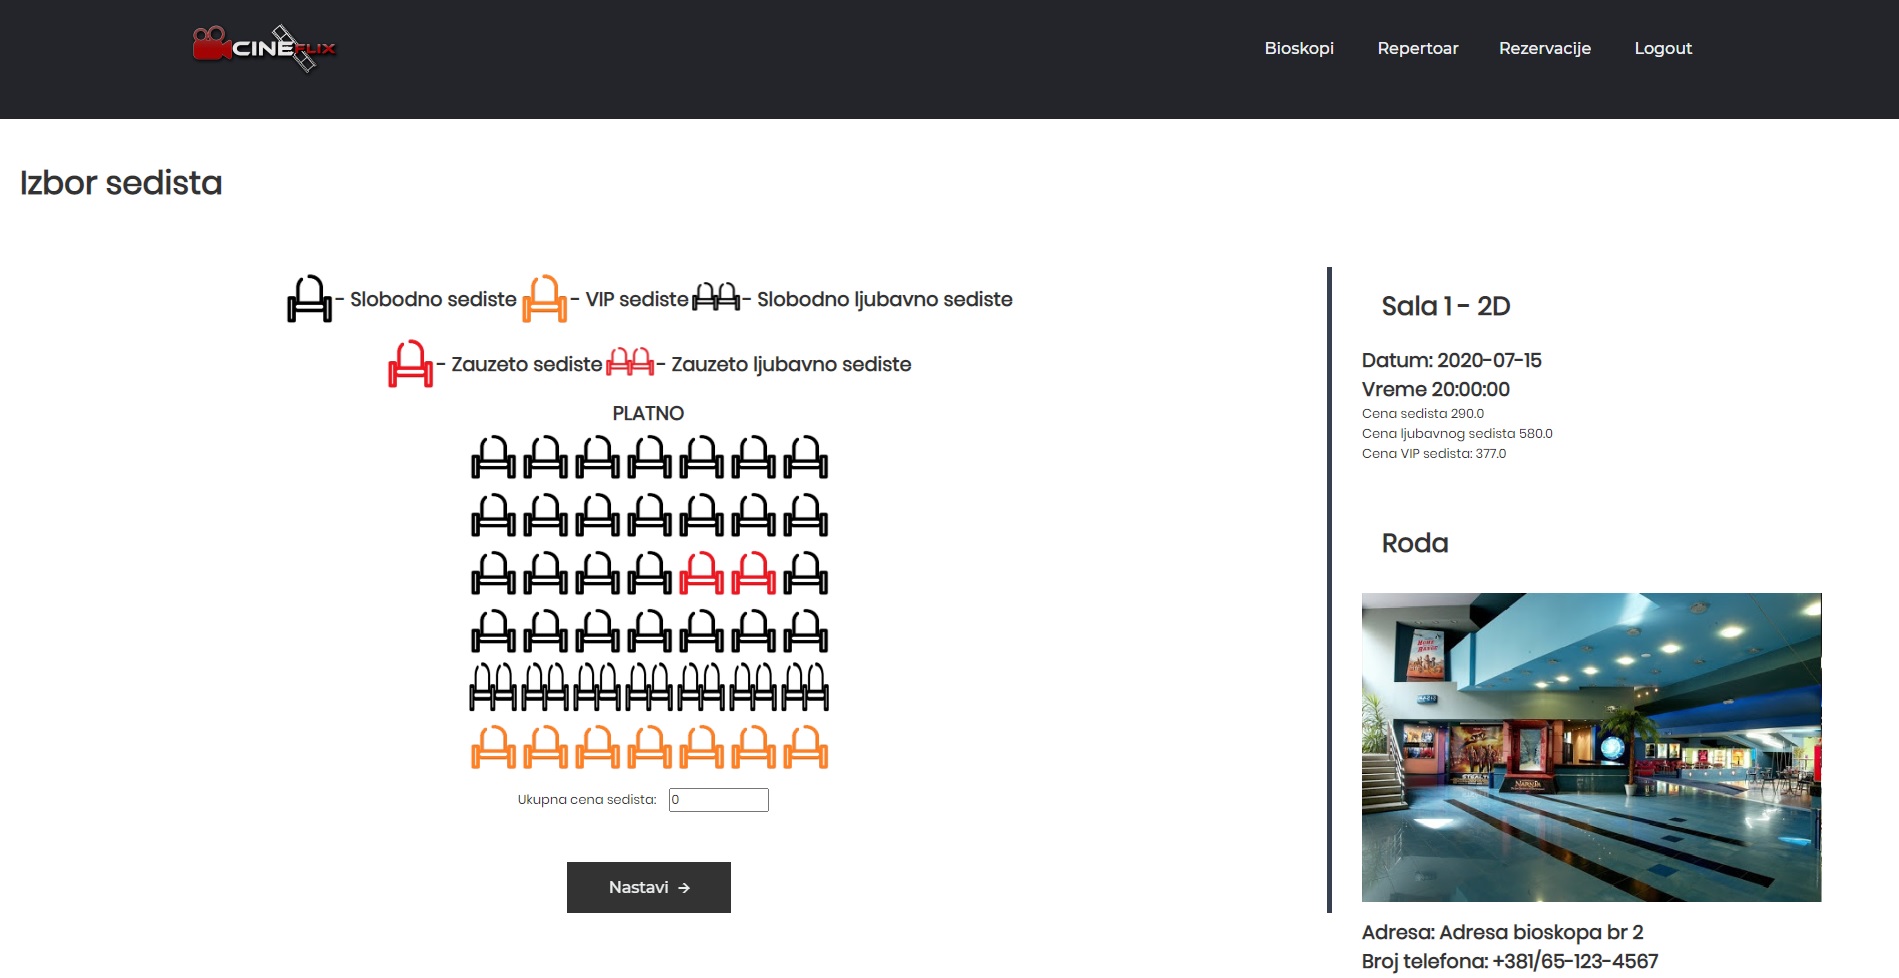 CINEFLIX
Bioskopi Repertoar Rezervacije Logout
Izbor sedista
- Slobodno sediste - VIP sediste - Slobodno ljubavno sediste
- Zauzeto sediste - Zauzeto ljubavno sediste
PLATNO
Ukupna cena sedista: 0
Nastavi →
Sala 1 - 2D
Datum: 2020-07-15
Vreme 20:00:00
Cena sedista 290.0
Cena ljubavnog sedista 580.0
Cena VIP sedista: 377.0
Roda
STEALTH
NARNIA
Adresa: Adresa bioskopa br 2
Broj telefona: +381/65-123-4567